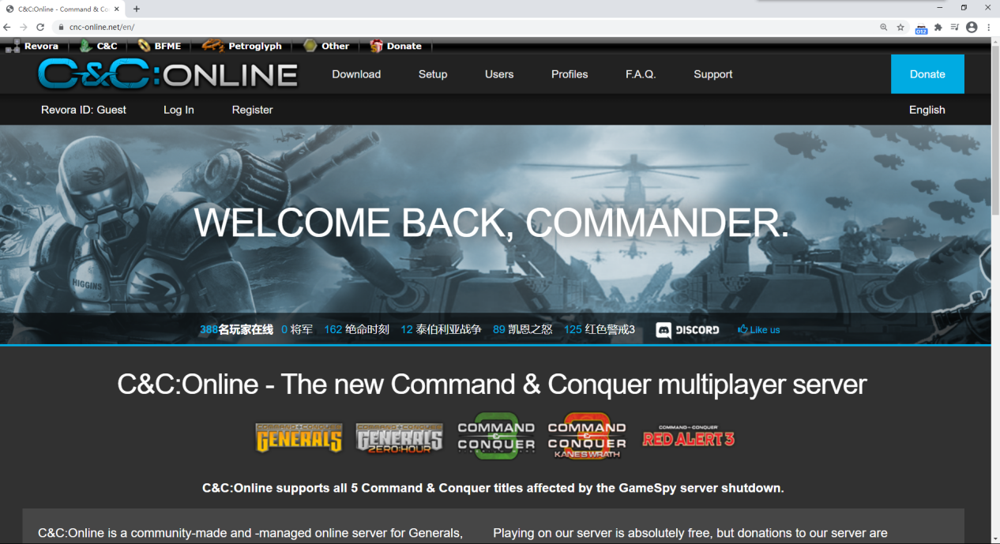 C&C:Online - Command & Co
cnc-online.net/en/
012
Revora C&C BFME Petroglyph Other Donate
C&C:ONLINE
Download Setup Users Profiles F.A.Q. Support Donate
Revora ID: Guest Log In Register English
WELCOME BACK, COMMANDER.
HIGGINS
388名玩家在线 0 将军 162 绝命时刻 12 泰伯利亚战争 89 凯恩之怒 125 红色警戒3 DISCORD Like us
C&C:Online - The new Command & Conquer multiplayer server
COMMAND & CONQUER GENERALS
COMMAND & CONQUER GENERALS ZERO:HOUR
COMMAND & CONQUER 3
COMMAND & CONQUER 3 KANES WRATH
COMMAND & CONQUER RED ALERT 3
C&C:Online supports all 5 Command & Conquer titles affected by the GameSpy server shutdown.
C&C:Online is a community-made and -managed online server for Generals,
Playing on our server is absolutely free, but donations to our server are